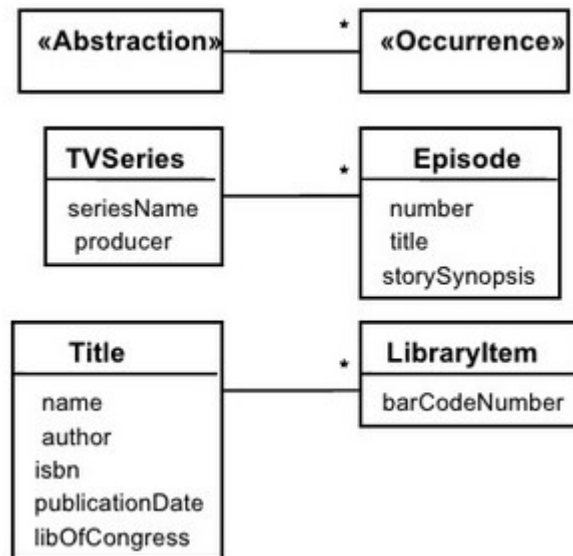 «Abstraction»
*
«Occurrence»
TVSeries
seriesName
producer
*
Episode
number
title
storySynopsis
Title
name
author
isbn
publicationDate
libOfCongress
*
LibraryItem
barCodeNumber